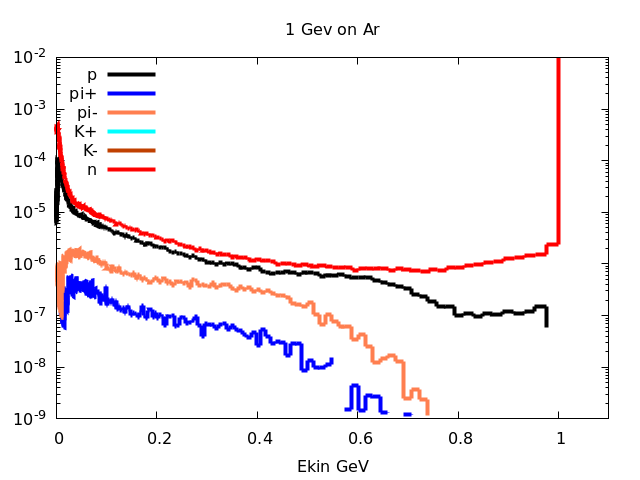 1 Gev on Ar
10-2
10-3
10-4
10-5
10-6
10-7
10-8
10-9
p
pi+
pi-
K+
K-
n
0 0.2 0.4 0.6 0.8 1
Ekin GeV